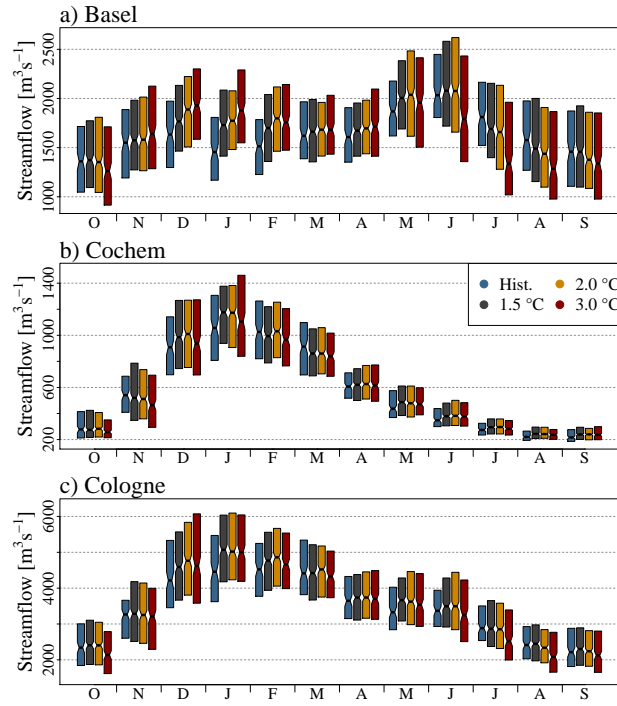 a) Basel
Streamflow [m³s⁻¹]
2500
2000
1500
1000
O N D J F M A M J J A S
b) Cochem
Streamflow [m³s⁻¹]
1400
1000
600
200
Hist. 2.0 °C
1.5 °C 3.0 °C
O N D J F M A M J J A S
c) Cologne
Streamflow [m³s⁻¹]
6000
4000
2000
O N D J F M A M J J A S